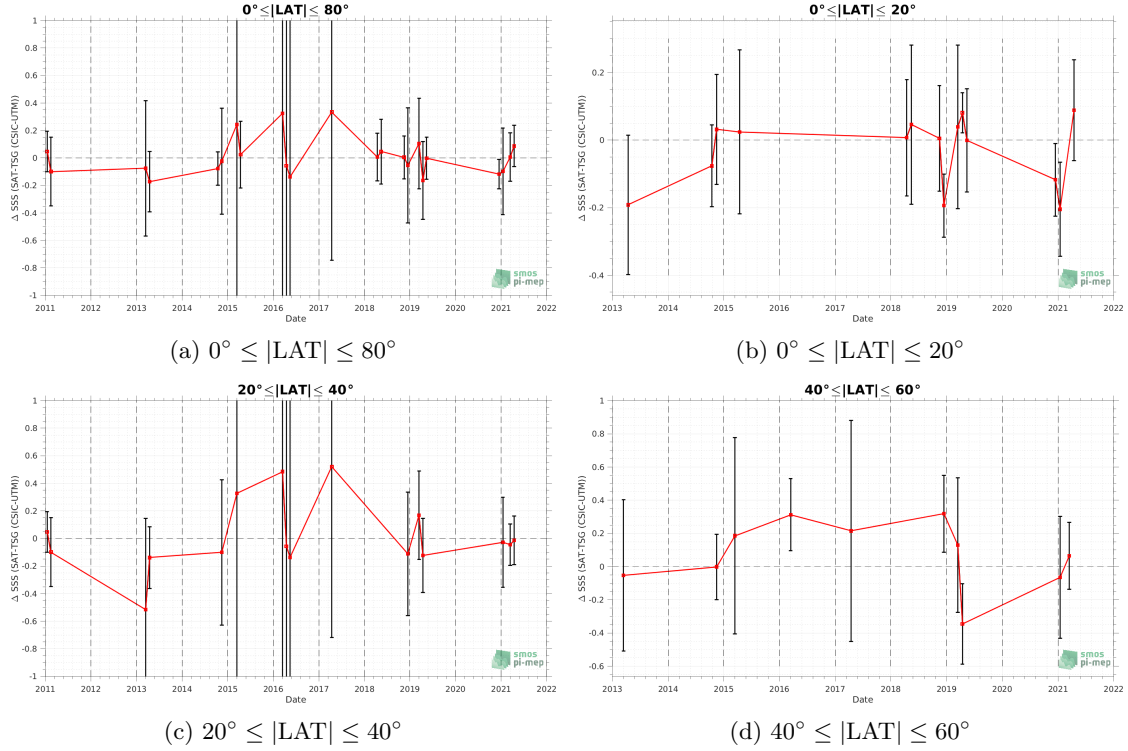 0°≤|LAT|≤ 80°
1
0.8
0.6
0.4
0.2
0
-0.2
-0.4
-0.6
-0.8
-1
Δ SSS (SAT-TSG (CSIC-UTM))
2011 2012 2013 2014 2015 2016 2017 2018 2019 2020 2021 2022
Date
smos
pi-mep
(a) 0° ≤ |LAT| ≤ 80°
0°≤|LAT|≤ 20°
0.2
0
-0.2
-0.4
Δ SSS (SAT-TSG (CSIC-UTM))
2013 2014 2015 2016 2017 2018 2019 2020 2021 2022
Date
smos
pi-mep
(b) 0° ≤ |LAT| ≤ 20°
20°≤|LAT|≤ 40°
1
0.8
0.6
0.4
0.2
0
-0.2
-0.4
-0.6
-0.8
-1
Δ SSS (SAT-TSG (CSIC-UTM))
2011 2012 2013 2014 2015 2016 2017 2018 2019 2020 2021 2022
Date
smos
pi-mep
(c) 20° ≤ |LAT| ≤ 40°
40°≤|LAT|≤ 60°
1
0.8
0.6
0.4
0.2
0
-0.2
-0.4
-0.6
Δ SSS (SAT-TSG (CSIC-UTM))
2013 2014 2015 2016 2017 2018 2019 2020 2021 2022
Date
smos
pi-mep
(d) 40° ≤ |LAT| ≤ 60°